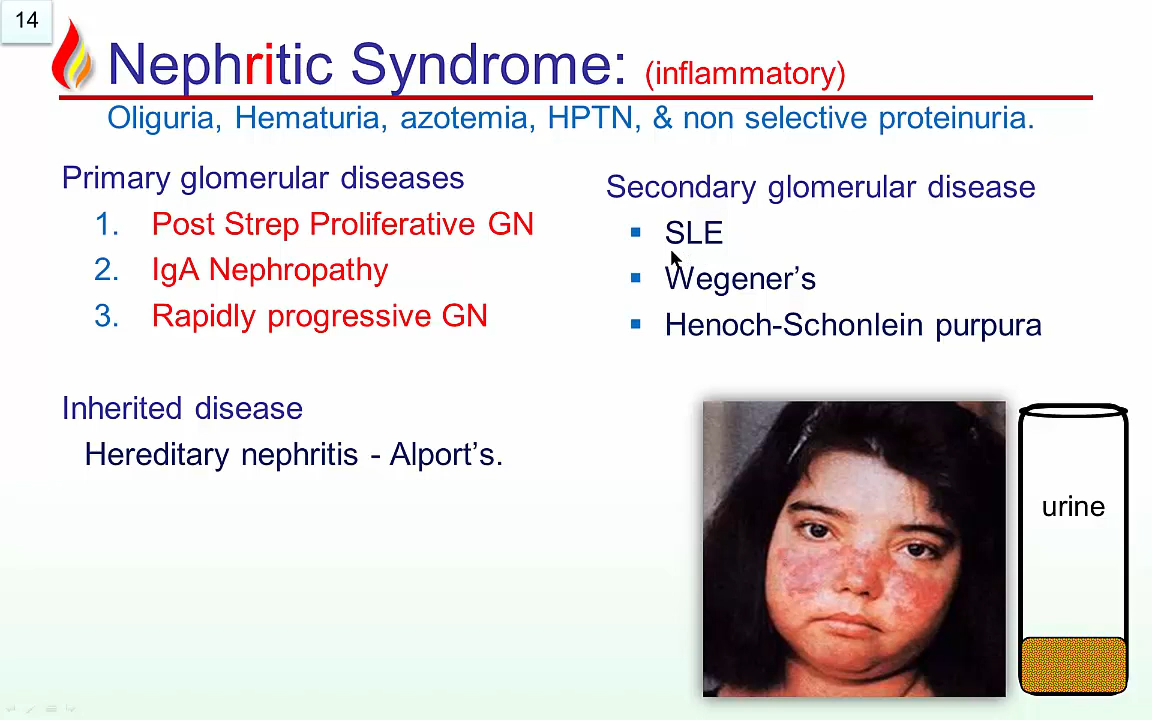 14
Nephritic Syndrome: (inflammatory)
Oliguria, Hematuria, azotemia, HPTN, & non selective proteinuria.
Primary glomerular diseases
1. Post Strep Proliferative GN
2. IgA Nephropathy
3. Rapidly progressive GN
Inherited disease
Hereditary nephritis - Alport’s.
Secondary glomerular disease
▪ SLE
▪ Wegener’s
▪ Henoch-Schonlein purpura
urine